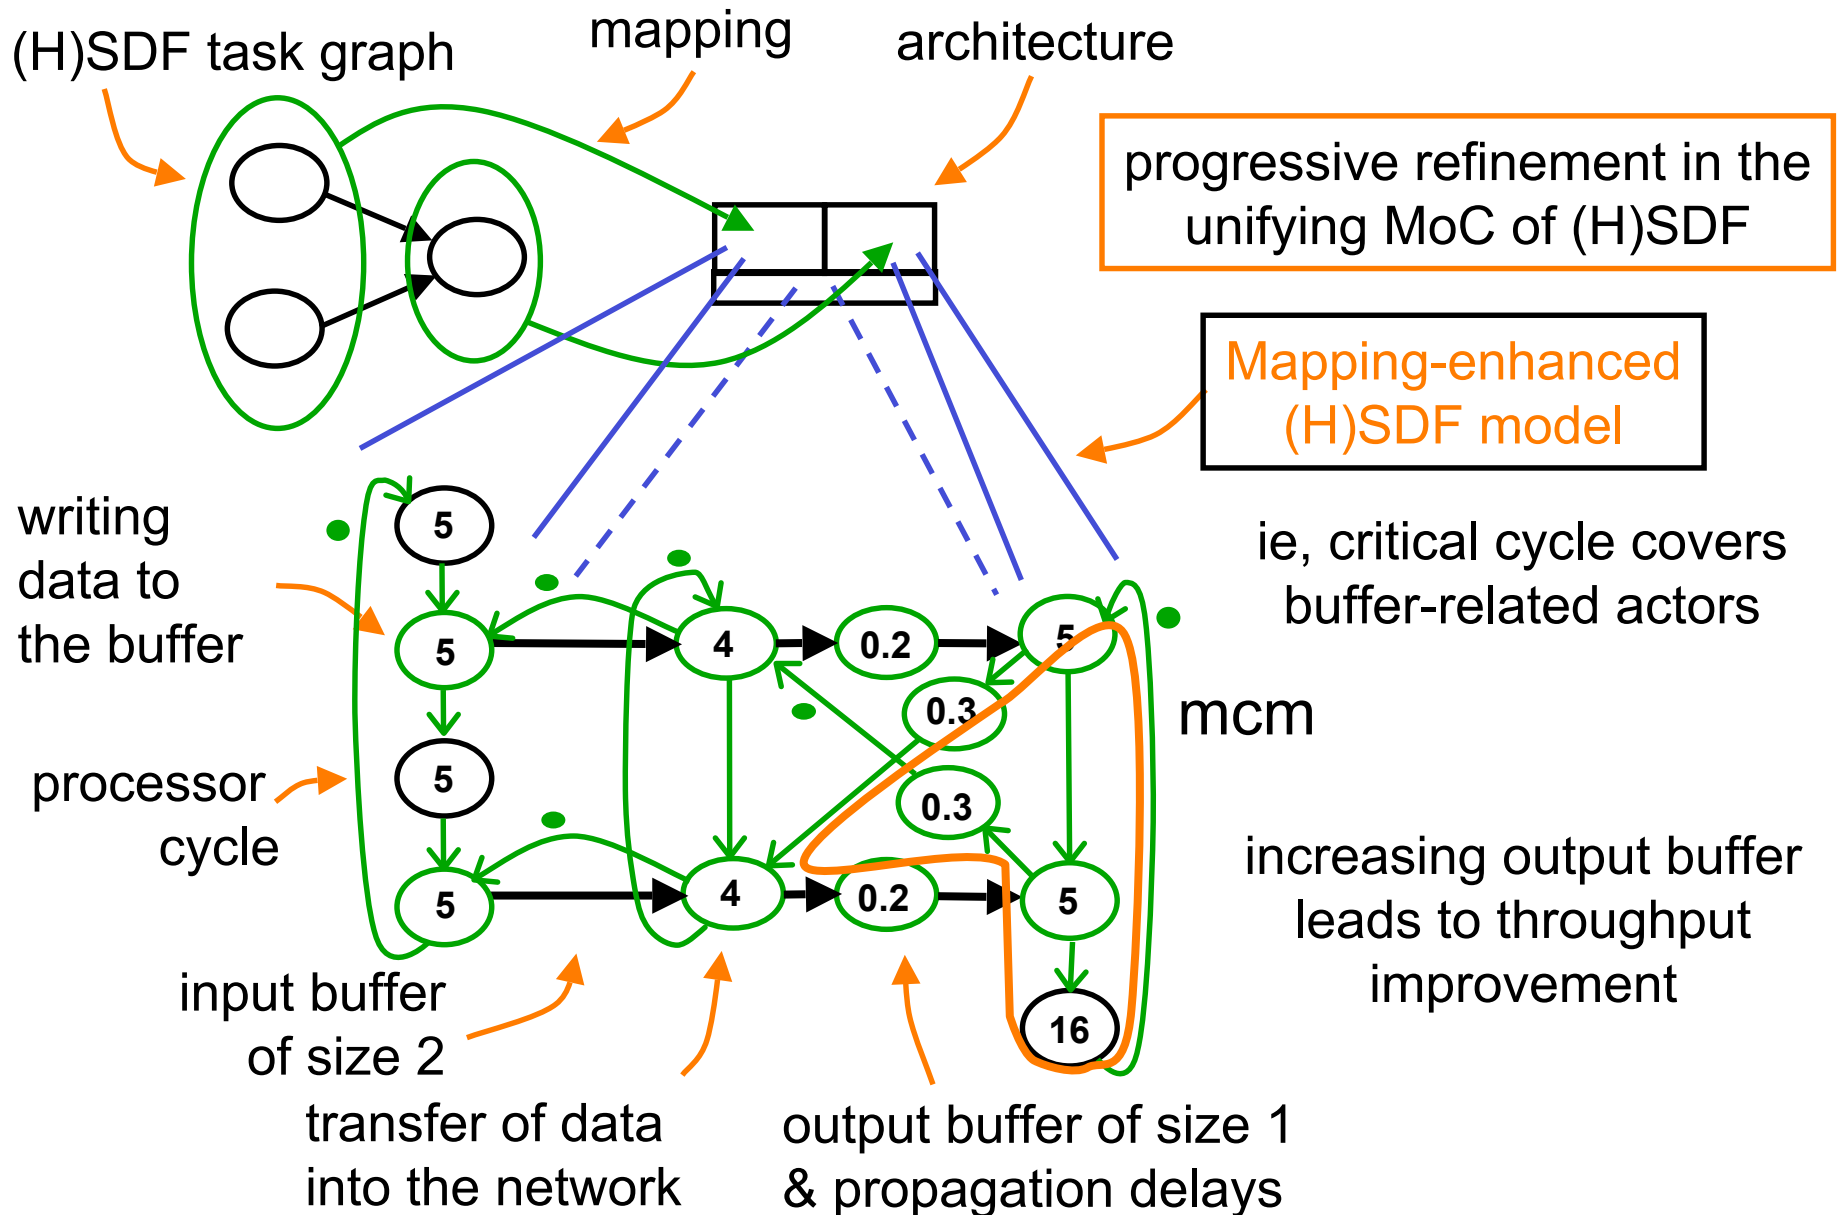 (H)SDF task graph
mapping
architecture
progressive refinement in the
unifying MoC of (H)SDF
Mapping-enhanced
(H)SDF model
writing
data to
the buffer
processor
cycle
5
5
5
5
4
4
0.2
0.2
0.3
0.3
5
5
16
mcm
ie, critical cycle covers
buffer-related actors
increasing output buffer
leads to throughput
improvement
input buffer
of size 2
transfer of data
into the network
output buffer of size 1
& propagation delays